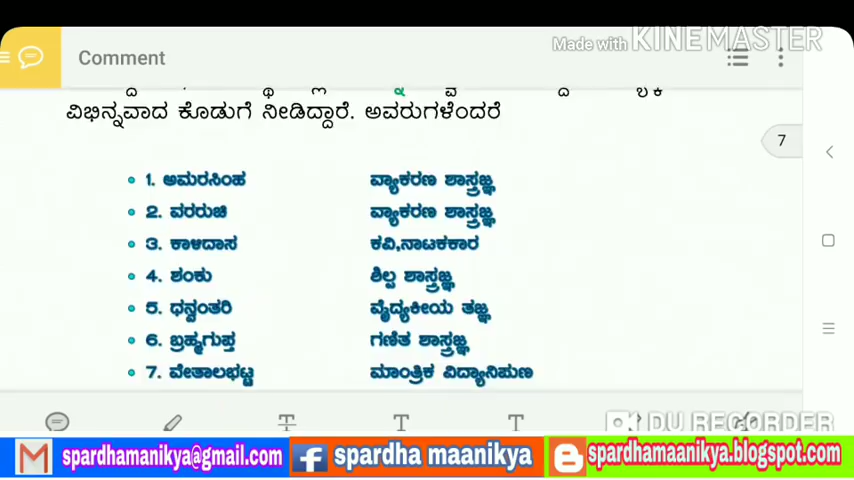 Comment
Made with KINEMASTER
ವಿಭಿನ್ನವಾದ ಕೊಡುಗೆ ನೀಡಿದ್ದಾರೆ. ಅವರುಗಳೆಂದರೆ
7
1. ಅಮರಸಿಂಹ ವ್ಯಾಕರಣ ಶಾಸ್ತ್ರಜ್ಞ
2. ವರರುಚಿ ವ್ಯಾಕರಣ ಶಾಸ್ತ್ರಜ್ಞ
3. ಕಾಳಿದಾಸ ಕವಿ,ನಾಟಕಕಾರ
4. ಶಂಕು ಶಿಲ್ಪ ಶಾಸ್ತ್ರಜ್ಞ
5. ಧನ್ವಂತರಿ ವೈದ್ಯಕೀಯ ತಜ್ಞ
6. ಬ್ರಹ್ಮಗುಪ್ತ ಗಣಿತ ಶಾಸ್ತ್ರಜ್ಞ
7. ವೇತಾಲಭಟ್ಟ ಮಾಂತ್ರಿಕ ವಿದ್ಯಾನಿಪುಣ
DU RECORDER
spardhamanikya@gmail.com spardha maanikya spardhamaanikya.blogspot.com